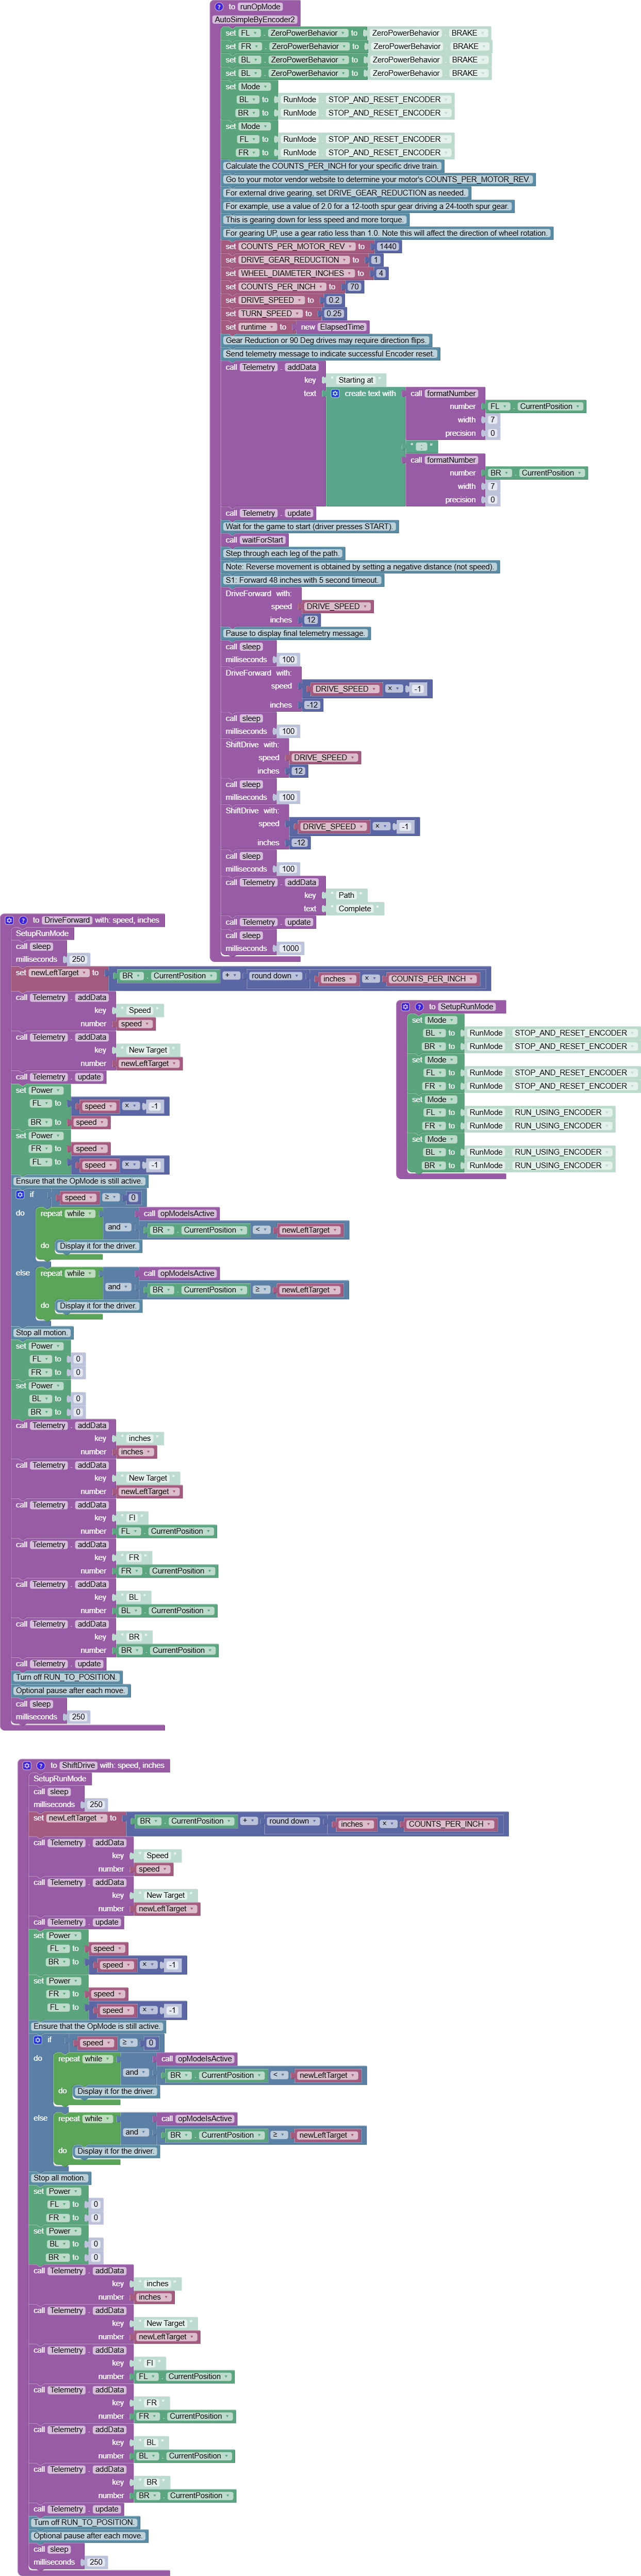 to runOpMode
AutoSimpleByEncoder2
set FL . ZeroPowerBehavior to ZeroPowerBehavior BRAKE
set FR . ZeroPowerBehavior to ZeroPowerBehavior BRAKE
set BL . ZeroPowerBehavior to ZeroPowerBehavior BRAKE
set BL . ZeroPowerBehavior to ZeroPowerBehavior BRAKE
set Mode
BL to RunMode STOP_AND_RESET_ENCODER
BR to RunMode STOP_AND_RESET_ENCODER
set Mode
FL to RunMode STOP_AND_RESET_ENCODER
FR to RunMode STOP_AND_RESET_ENCODER
Calculate the COUNTS_PER_INCH for your specific drive train.
Go to your motor vendor website to determine your motor's COUNTS_PER_MOTOR_REV.
For external drive gearing, set DRIVE_GEAR_REDUCTION as needed.
For example, use a value of 2.0 for a 12-tooth spur gear driving a 24-tooth spur gear.
This is gearing down for less speed and more torque.
For gearing UP, use a gear ratio less than 1.0. Note this will affect the direction of wheel rotation.
set COUNTS_PER_MOTOR_REV to 1440
set DRIVE_GEAR_REDUCTION to 1
set WHEEL_DIAMETER_INCHES to 4
set COUNTS_PER_INCH to 70
set DRIVE_SPEED to 0.2
set TURN_SPEED to 0.25
set runtime to new ElapsedTime
Gear Reduction or 90 Deg drives may require direction flips.
Send telemetry message to indicate successful Encoder reset.
call Telemetry . addData
key " Starting at "
text create text with call formatNumber
number FL . CurrentPosition
width 7
precision 0
" : "
call formatNumber
number BR . CurrentPosition
width 7
precision 0
call Telemetry . update
Wait for the game to start (driver presses START)
call waitForStart
Step through each leg of the path.
Note: Reverse movement is obtained by setting a negative distance (not speed)
S1: Forward 48 inches with 5 second timeout.
DriveForward with:
speed DRIVE_SPEED
inches 12
Pause to display final telemetry message.
call sleep
milliseconds 100
DriveForward with:
speed DRIVE_SPEED × -1
inches -12
call sleep
milliseconds 100
ShiftDrive with:
speed DRIVE_SPEED
inches 12
call sleep
milliseconds 100
ShiftDrive with:
speed DRIVE_SPEED × -1
inches -12
call sleep
milliseconds 100
call Telemetry . addData
key " Path "
text " Complete "
call Telemetry . update
call sleep
milliseconds 1000
to DriveForward with: speed, inches
SetupRunMode
call sleep
milliseconds 250
set newLeftTarget to BR . CurrentPosition + round down inches × COUNTS_PER_INCH
call Telemetry . addData
key " Speed "
number speed
call Telemetry . addData
key " New Target "
number newLeftTarget
call Telemetry . update
set Power
FL to speed × -1
BR to speed
set Power
FR to speed
FL to speed × -1
Ensure that the OpMode is still active.
if speed ≥ 0
do repeat while call opModeIsActive
and BR . CurrentPosition < newLeftTarget
do Display it for the driver.
else repeat while call opModeIsActive
and BR . CurrentPosition ≥ newLeftTarget
do Display it for the driver.
Stop all motion.
set Power
FL to 0
FR to 0
set Power
BL to 0
BR to 0
call Telemetry . addData
key " inches "
number inches
call Telemetry . addData
key " New Target "
number newLeftTarget
call Telemetry . addData
key " Fl "
number FL . CurrentPosition
call Telemetry . addData
key " FR "
number FR . CurrentPosition
call Telemetry . addData
key " BL "
number BL . CurrentPosition
call Telemetry . addData
key " BR "
number BR . CurrentPosition
call Telemetry . update
Turn off RUN_TO_POSITION.
Optional pause after each move.
call sleep
milliseconds 250
to SetupRunMode
set Mode
BL to RunMode STOP_AND_RESET_ENCODER
BR to RunMode STOP_AND_RESET_ENCODER
set Mode
FL to RunMode STOP_AND_RESET_ENCODER
FR to RunMode STOP_AND_RESET_ENCODER
set Mode
FL to RunMode RUN_USING_ENCODER
FR to RunMode RUN_USING_ENCODER
set Mode
BL to RunMode RUN_USING_ENCODER
BR to RunMode RUN_USING_ENCODER
to ShiftDrive with: speed, inches
SetupRunMode
call sleep
milliseconds 250
set newLeftTarget to BR . CurrentPosition + round down inches × COUNTS_PER_INCH
call Telemetry . addData
key " Speed "
number speed
call Telemetry . addData
key " New Target "
number newLeftTarget
call Telemetry . update
set Power
FL to speed
BR to speed × -1
set Power
FR to speed
FL to speed × -1
Ensure that the OpMode is still active.
if speed ≥ 0
do repeat while call opModeIsActive
and BR . CurrentPosition < newLeftTarget
do Display it for the driver.
else repeat while call opModeIsActive
and BR . CurrentPosition ≥ newLeftTarget
do Display it for the driver.
Stop all motion.
set Power
FL to 0
FR to 0
set Power
BL to 0
BR to 0
call Telemetry . addData
key " inches "
number inches
call Telemetry . addData
key " New Target "
number newLeftTarget
call Telemetry . addData
key " Fl "
number FL . CurrentPosition
call Telemetry . addData
key " FR "
number FR . CurrentPosition
call Telemetry . addData
key " BL "
number BL . CurrentPosition
call Telemetry . addData
key " BR "
number BR . CurrentPosition
call Telemetry . update
Turn off RUN_TO_POSITION.
Optional pause after each move.
call sleep
milliseconds 250